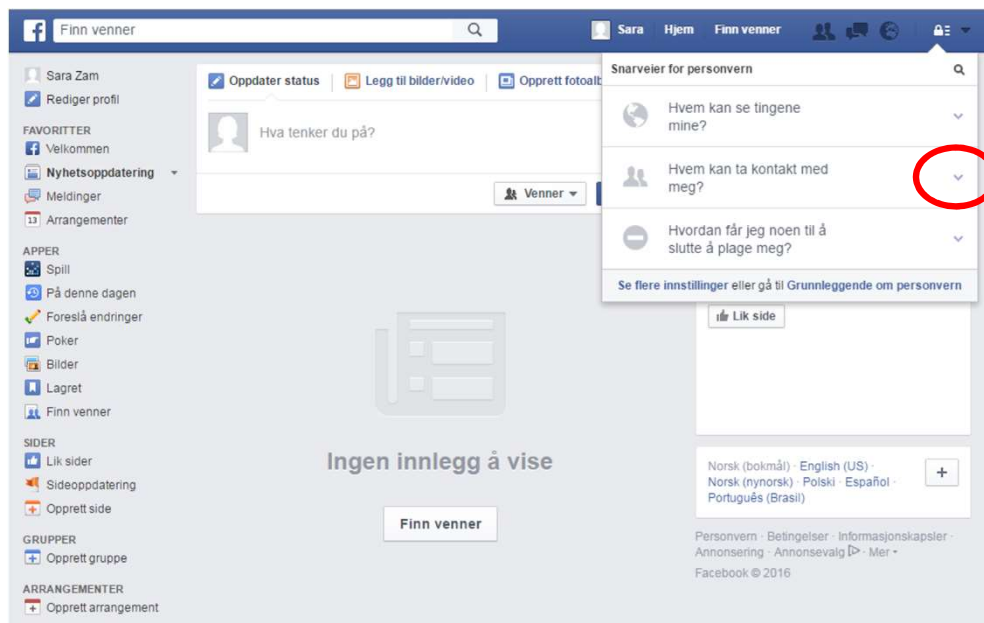 Finn venner
Sara Hjem Finn venner
Sara Zam
Rediger profil
FAVORITTER
Velkommen
Nyhetsoppdatering
Meldinger
13 Arrangementer
APPER
Spill
På denne dagen
Foreslå endringer
Poker
Bilder
Lagret
Finn venner
SIDER
Lik sider
Sideoppdatering
Opprett side
GRUPPER
Opprett gruppe
ARRANGEMENTER
Opprett arrangement
Oppdater status Legg til bilder/video Opprett fotoalb
Hva tenker du på?
Venner
Ingen innlegg å vise
Finn venner
Snarveier for personvern
Hvem kan se tingene
mine?
Hvem kan ta kontakt med
meg?
Hvordan får jeg noen til å
slutte å plage meg?
Se flere innstillinger eller gå til Grunnleggende om personvern
Lik side
Norsk (bokmål) · English (US) ·
Norsk (nynorsk) · Polski · Español ·
Português (Brasil)
Personvern · Betingelser · Informasjonskapsler ·
Annonsering · Annonsevalg · Mer
Facebook © 2016